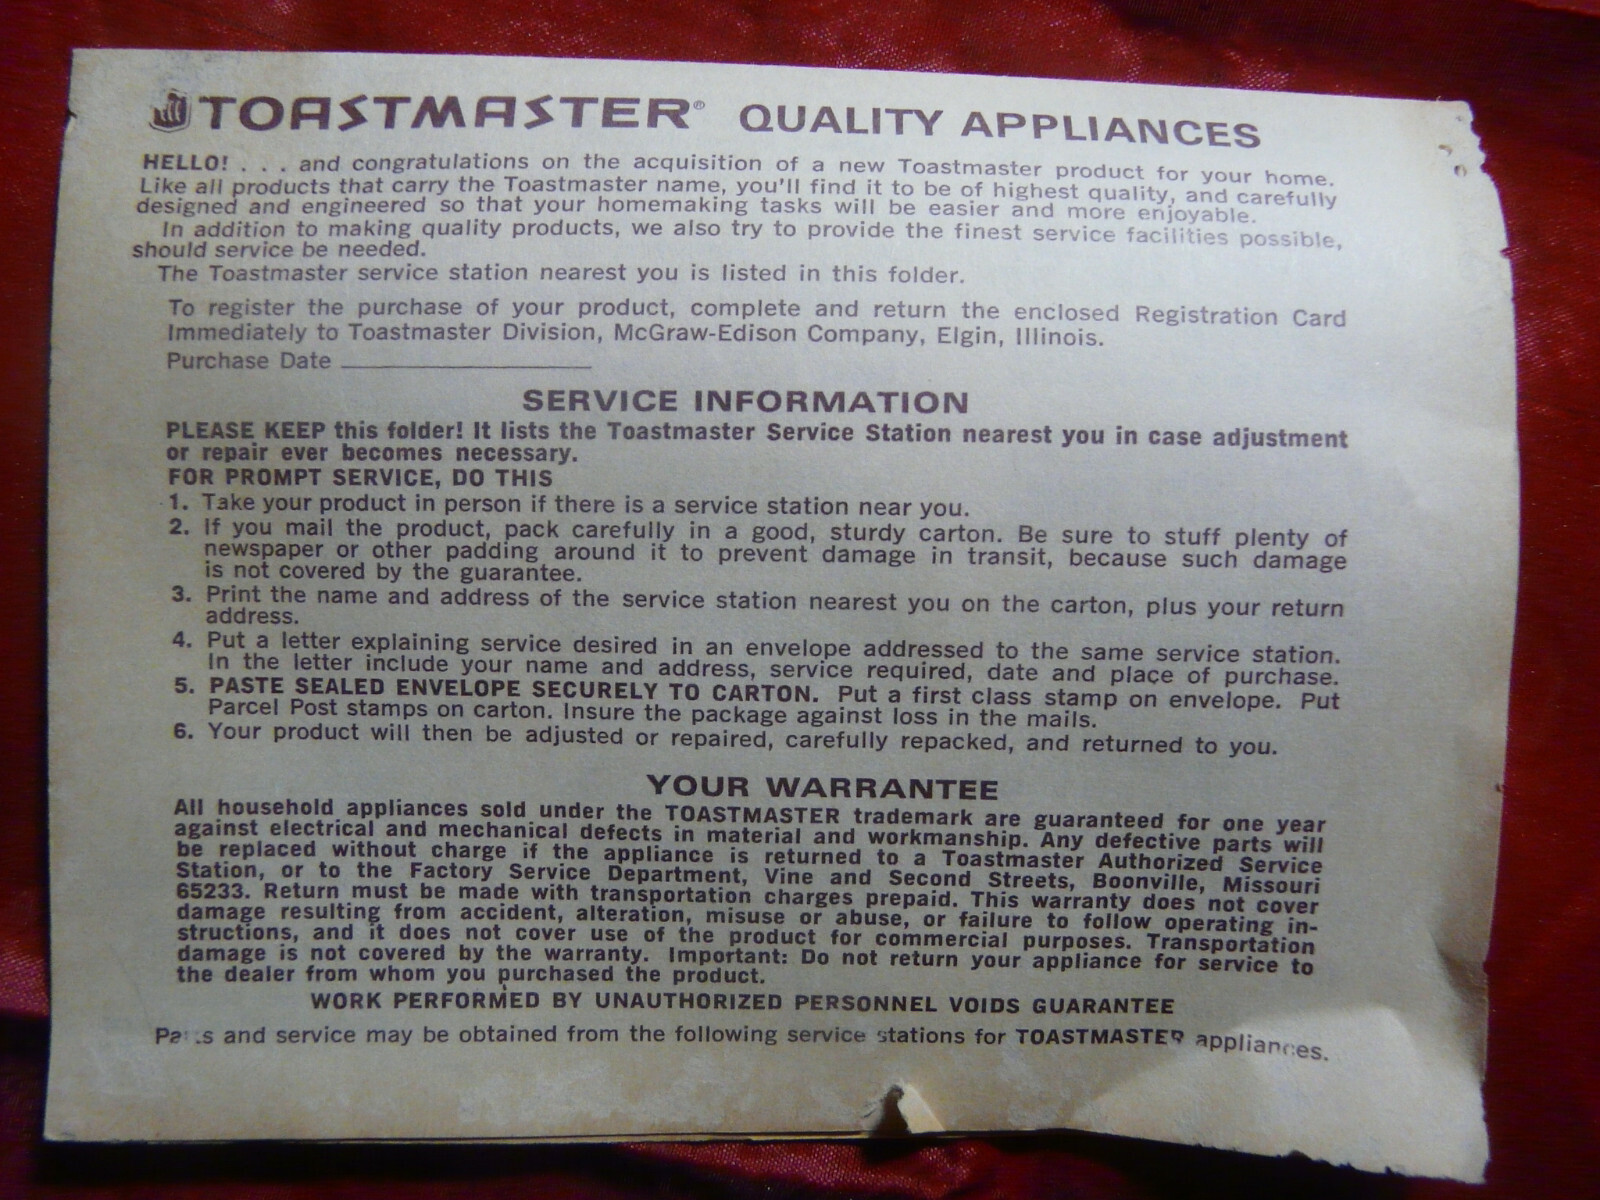 TOASTMASTER® QUALITY APPLIANCES
HELLO! . . . and congratulations on the acquisition of a new Toastmaster product for your home.
Like all products that carry the Toastmaster name, you'll find it to be of highest quality, and carefully
designed and engineered so that your homemaking tasks will be easier and more enjoyable.
In addition to making quality products, we also try to provide the finest service facilities possible,
should service be needed.
The Toastmaster service station nearest you is listed in this folder.
To register the purchase of your product, complete and return the enclosed Registration Card
Immediately to Toastmaster Division, McGraw-Edison Company, Elgin, Illinois.
Purchase Date ____________________
SERVICE INFORMATION
PLEASE KEEP this folder! It lists the Toastmaster Service Station nearest you in case adjustment
or repair ever becomes necessary.
FOR PROMPT SERVICE, DO THIS
1. Take your product in person if there is a service station near you.
2. If you mail the product, pack carefully in a good, sturdy carton. Be sure to stuff plenty of
newspaper or other padding around it to prevent damage in transit, because such damage
is not covered by the guarantee.
3. Print the name and address of the service station nearest you on the carton, plus your return
address.
4. Put a letter explaining service desired in an envelope addressed to the same service station.
In the letter include your name and address, service required, date and place of purchase.
5. PASTE SEALED ENVELOPE SECURELY TO CARTON. Put a first class stamp on envelope. Put
Parcel Post stamps on carton. Insure the package against loss in the mails.
6. Your product will then be adjusted or repaired, carefully repacked, and returned to you.
YOUR WARRANTEE
All household appliances sold under the TOASTMASTER trademark are guaranteed for one year
against electrical and mechanical defects in material and workmanship. Any defective parts will
be replaced without charge if the appliance is returned to a Toastmaster Authorized Service
Station, or to the Factory Service Department, Vine and Second Streets, Boonville, Missouri
65233. Return must be made with transportation charges prepaid. This warranty does not cover
damage resulting from accident, alteration, misuse or abuse, or failure to follow operating in-
structions, and it does not cover use of the product for commercial purposes. Transportation
damage is not covered by the warranty. Important: Do not return your appliance for service to
the dealer from whom you purchased the product.
WORK PERFORMED BY UNAUTHORIZED PERSONNEL VOIDS GUARANTEE
Parts and service may be obtained from the following service stations for TOASTMASTER appliances.